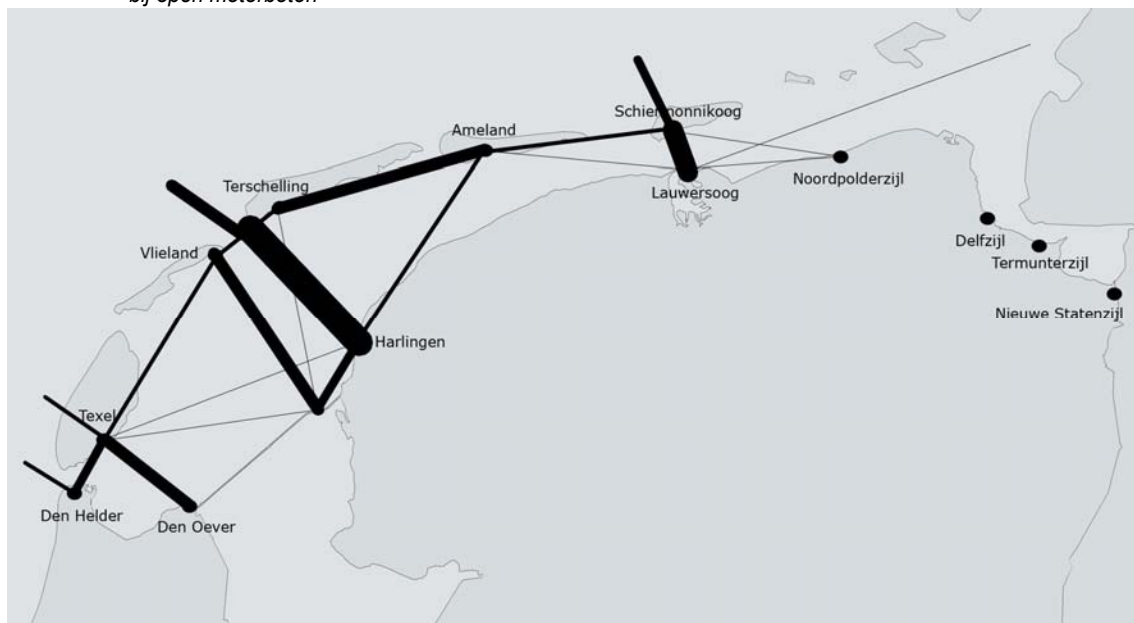 bij open motorboten
Schiermonnikoog
Ameland
Noordpolderzijl
Terschelling
Lauwersoog
Delfzijl
Vlieland
Termunterzijl
Nieuwe Statenzijl
Harlingen
Texel
Den Helder
Den Oever